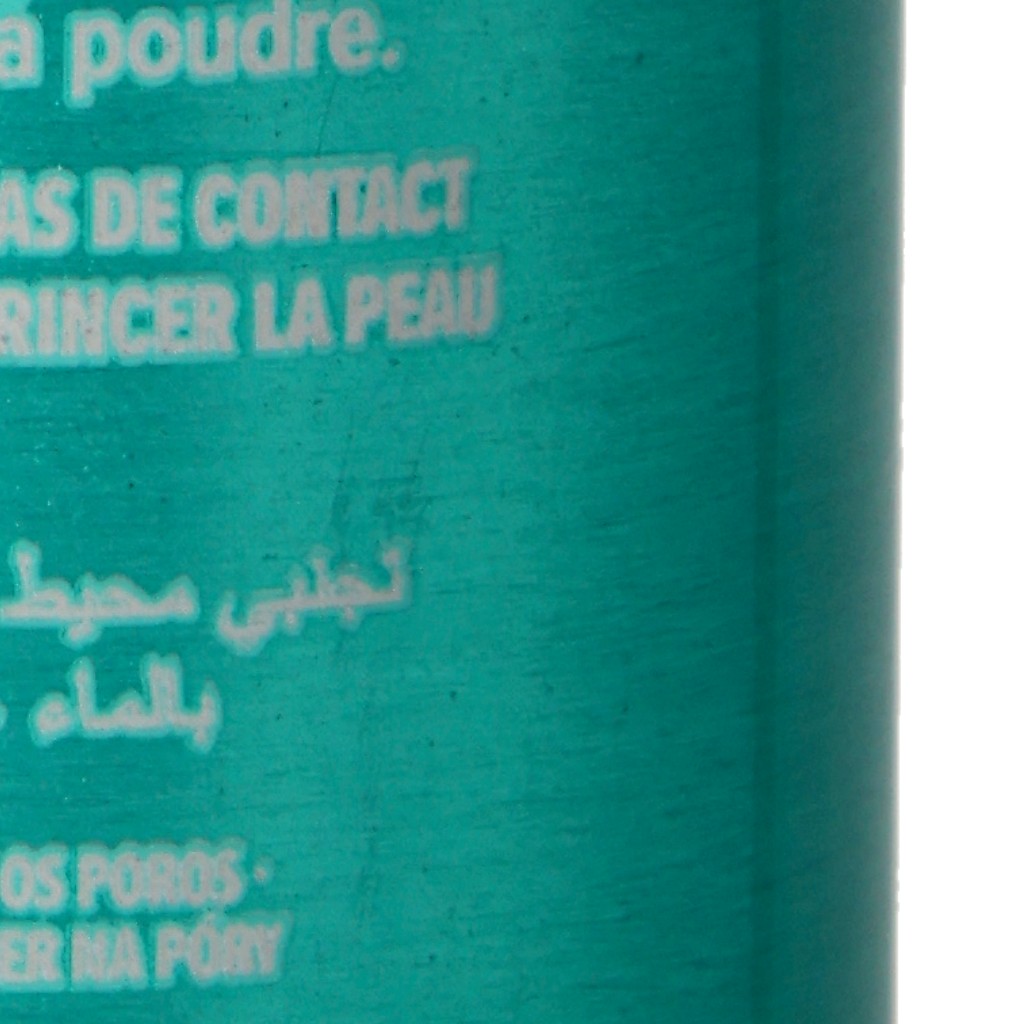 a poudre.
AS DE CONTACT
RINCER LA PEAU
تجنبي محيط
بالماء
OS POROS ·
ER NA PÓRY